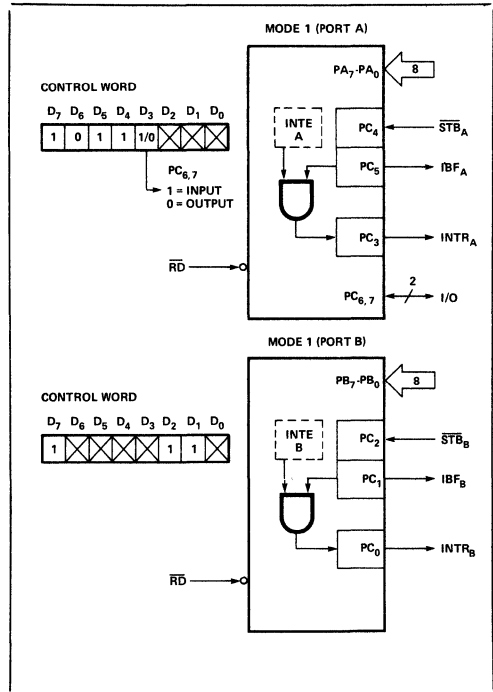 MODE 1 (PORT A)
PA7-PA0
8
CONTROL WORD
D7 D6 D5 D4 D3 D2 D1 D0
1 0 1 1 1/0
PC6, 7
1 = INPUT
0 = OUTPUT
INTE
A
PC4
STBA
PC5
IBFA
PC3
INTRA
RD
2
PC6, 7
I/O
MODE 1 (PORT B)
PB7-PB0
8
CONTROL WORD
D7 D6 D5 D4 D3 D2 D1 D0
1 1 1
INTE
B
PC2
STBB
PC1
IBFB
PC0
INTRB
RD